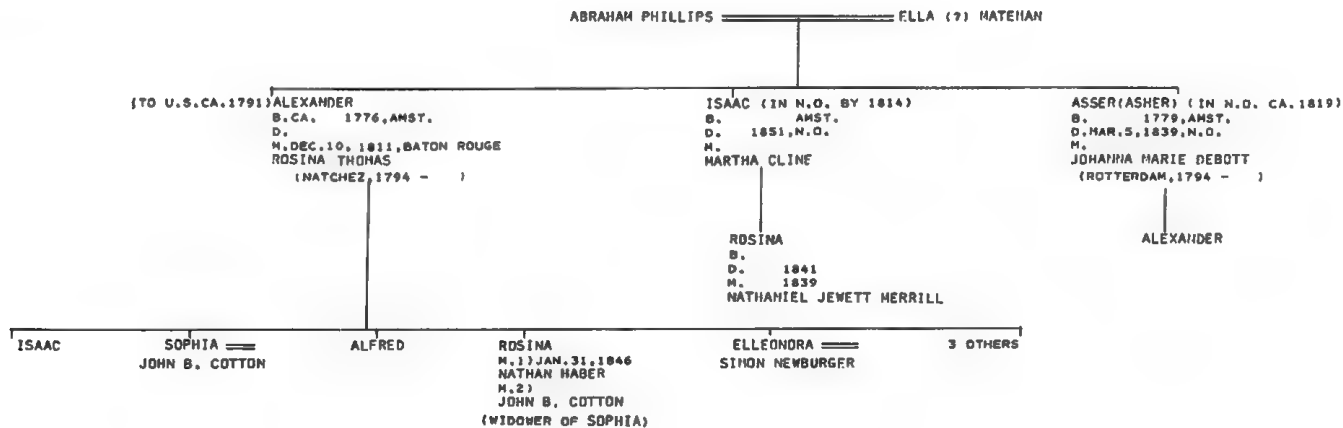 ABRAHAM PHILLIPS ELLA (?) MATEMAN
(TO U.S.CA.1791) ALEXANDER
B.CA. 1776,AMST.
D.
M.DEC.10, 1811,BATON ROUGE
ROSINA THOMAS
(NATCHEZ,1794 - )
ISAAC (IN N.O. BY 1814)
B. AMST.
D. 1851,N.O.
M.
MARTHA CLINE
ASSER(ASHER) (IN N.O. CA.1819)
B. 1779,AMST.
D.MAR.5,1839,N.O.
M.
JOHANNA MARIE DEBOTT
(ROTTERDAM,1794 - )
ROSINA
B.
D. 1841
M. 1839
NATHANIEL JEWETT MERRILL
ALEXANDER
ISAAC
SOPHIA
JOHN B. COTTON
ALFRED
ROSINA
M.1)JAN.31,1846
NATHAN HABER
M.2)
JOHN B. COTTON
(WIDOWER OF SOPHIA)
ELLEONORA
SIMON NEWBURGER
3 OTHERS